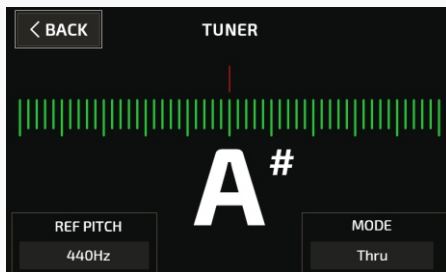 < BACK
TUNER
A#
REF PITCH
MODE
440Hz
Thru